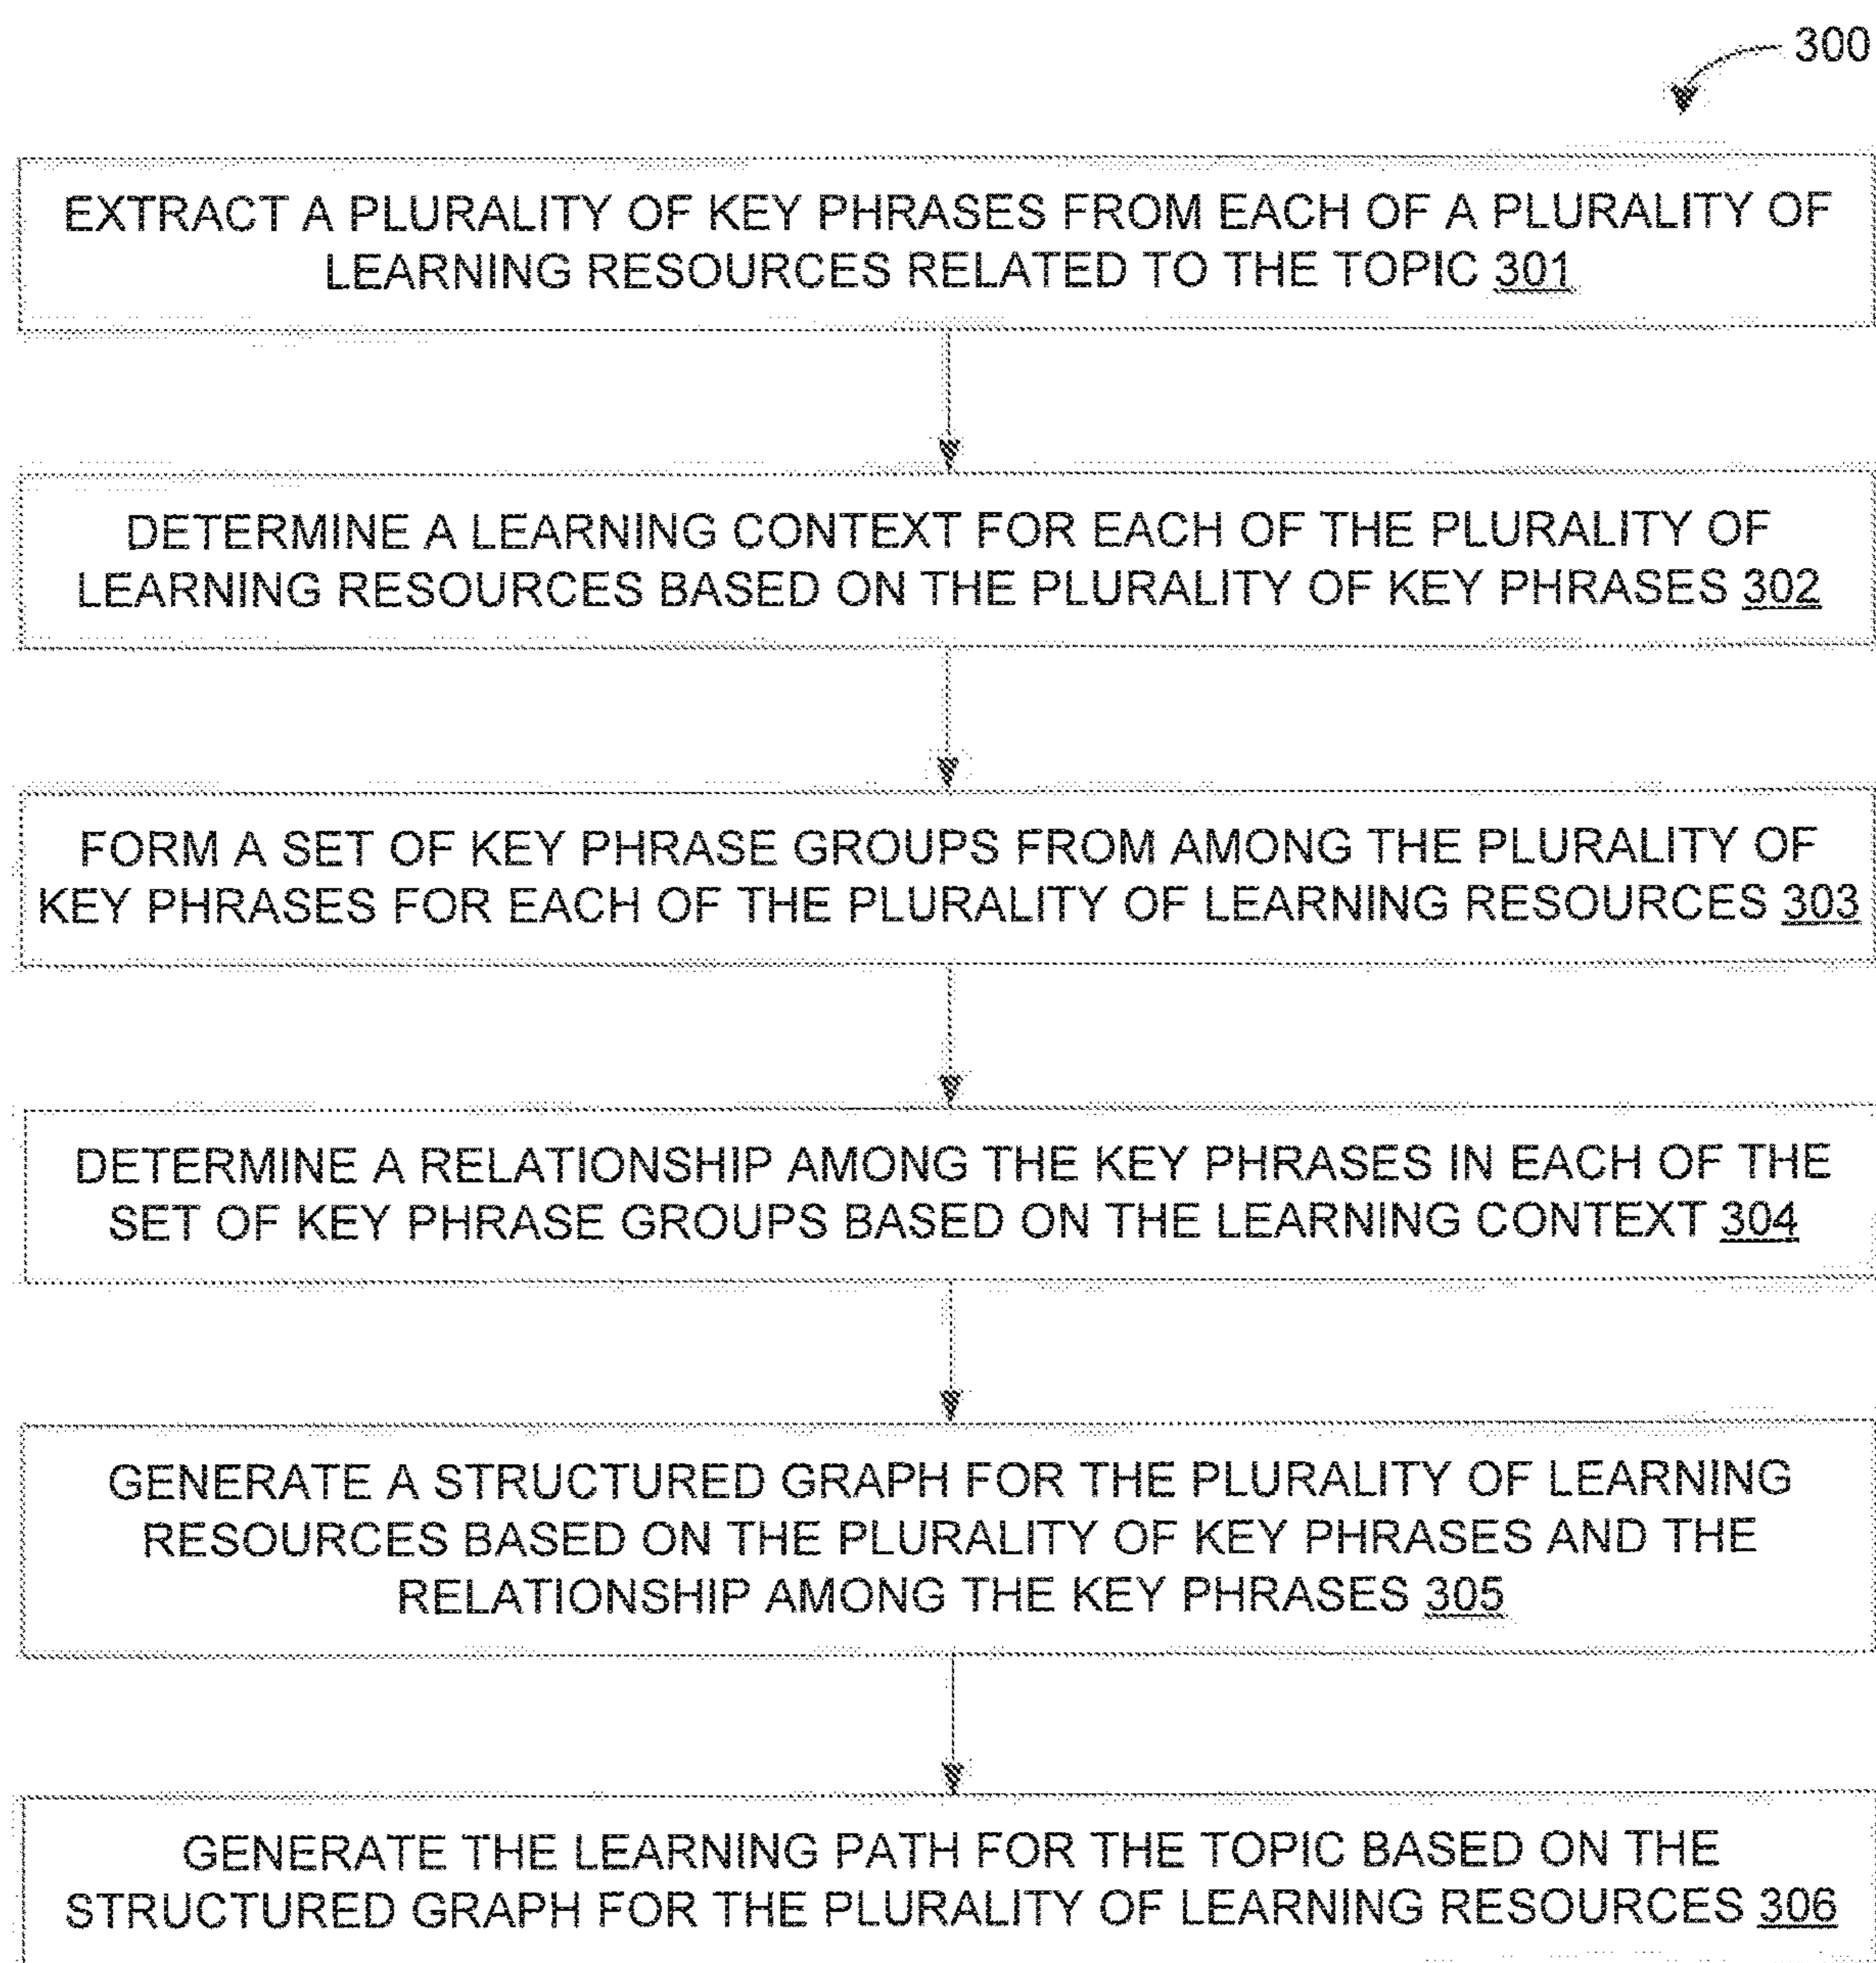 300
EXTRACT A PLURALITY OF KEY PHRASES FROM EACH OF A PLURALITY OF
LEARNING RESOURCES RELATED TO THE TOPIC 301
DETERMINE A LEARNING CONTEXT FOR EACH OF THE PLURALITY OF
LEARNING RESOURCES BASED ON THE PLURALITY OF KEY PHRASES 302
FORM A SET OF KEY PHRASE GROUPS FROM AMONG THE PLURALITY OF
KEY PHRASES FOR EACH OF THE PLURALITY OF LEARNING RESOURCES 303
DETERMINE A RELATIONSHIP AMONG THE KEY PHRASES IN EACH OF THE
SET OF KEY PHRASE GROUPS BASED ON THE LEARNING CONTEXT 304
GENERATE A STRUCTURED GRAPH FOR THE PLURALITY OF LEARNING
RESOURCES BASED ON THE PLURALITY OF KEY PHRASES AND THE
RELATIONSHIP AMONG THE KEY PHRASES 305
GENERATE THE LEARNING PATH FOR THE TOPIC BASED ON THE
STRUCTURED GRAPH FOR THE PLURALITY OF LEARNING RESOURCES 306